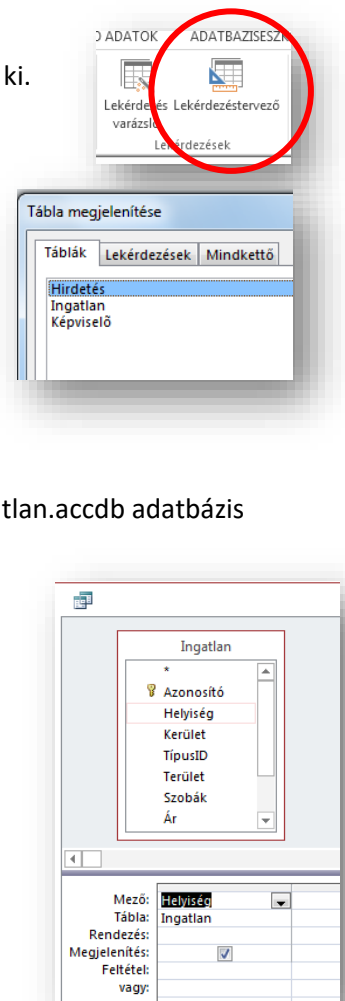 O ADATOK ADATBAZISESZK
ki.
Lekérdezés Lekérdezéstervező
varázsló
Lekérdezések
Tábla megjelenítése
Táblák Lekérdezések Mindkettő
Hirdetés
Ingatlan
Képviselő
tlan.accdb adatbázis
Ingatlan
*
Azonosító
Helyiség
Kerület
TípusID
Terület
Szobák
Ár
Mező: Helyiség
Tábla: Ingatlan
Rendezés:
Megjelenítés:
Feltétel:
vagy: